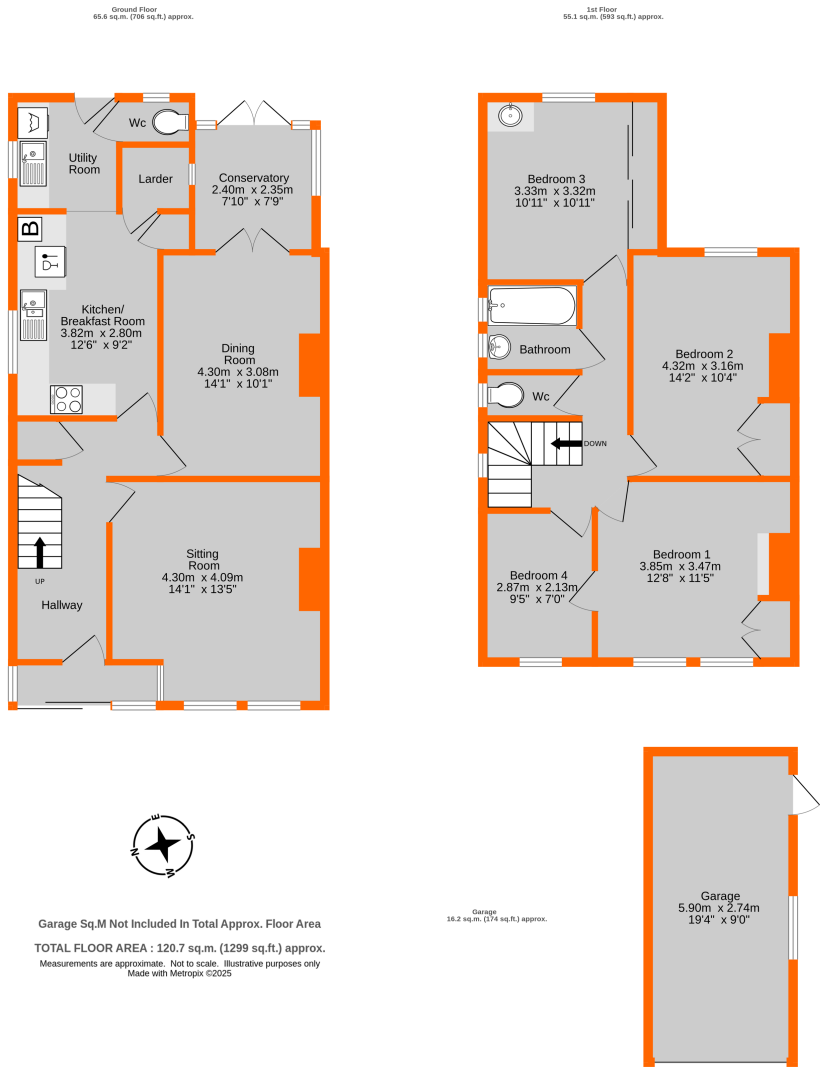 Ground Floor
65.6 sq.m. (706 sq.ft.) approx.
1st Floor
55.1 sq.m. (593 sq.ft.) approx.
Wc
Utility
Room
Larder
Conservatory
2.40m x 2.35m
7'10" x 7'9"
B
Kitchen/
Breakfast Room
3.82m x 2.80m
12'6" x 9'2"
Dining
Room
4.30m x 3.08m
14'1" x 10'1"
Sitting
Room
4.30m x 4.09m
14'1" x 13'5"
UP
Hallway
Bedroom 3
3.33m x 3.32m
10'11" x 10'11"
Bathroom
Bedroom 2
4.32m x 3.16m
14'2" x 10'4"
Wc
DOWN
Bedroom 1
3.85m x 3.47m
12'8" x 11'5"
Bedroom 4
2.87m x 2.13m
9'5" x 7'0"
N
E
S
W
Garage
5.90m x 2.74m
19'4" x 9'0"
Garage
16.2 sq.m. (174 sq.ft.) approx.
Garage Sq.M Not Included In Total Approx. Floor Area
TOTAL FLOOR AREA : 120.7 sq.m. (1299 sq.ft.) approx.
Measurements are approximate. Not to scale. Illustrative purposes only
Made with Metropix ©2025